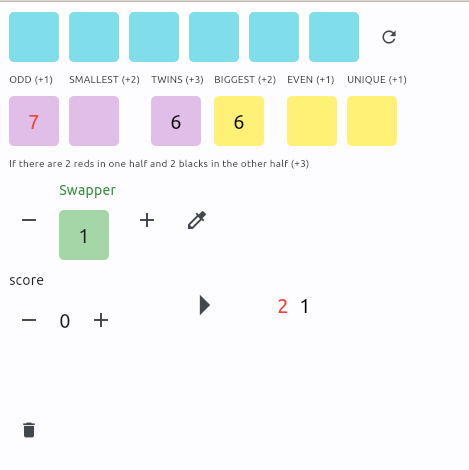 ODD (+1) SMALLEST (+2) TWINS (+3) BIGGEST (+2) EVEN (+1) UNIQUE (+1)
7 6 6
If there are 2 reds in one half and 2 blacks in the other half (+3)
Swapper
1
score
0
2 1